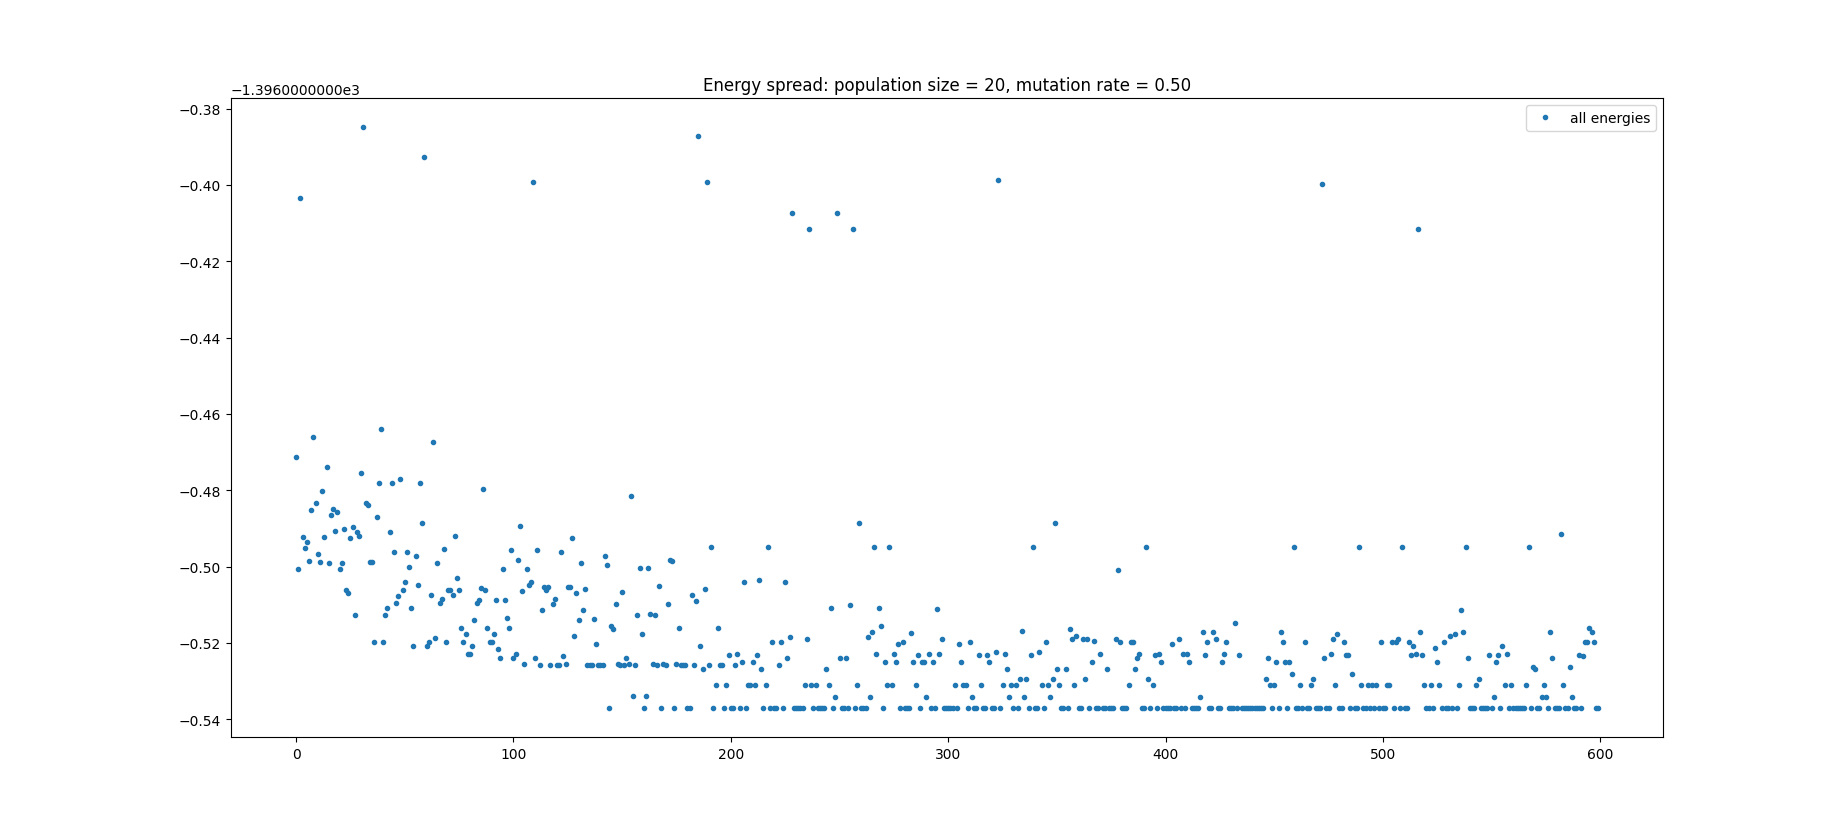 Energy spread: population size = 20, mutation rate = 0.50
−1.3960000000e3
all energies
−0.38
−0.40
−0.42
−0.44
−0.46
−0.48
−0.50
−0.52
−0.54
0 100 200 300 400 500 600